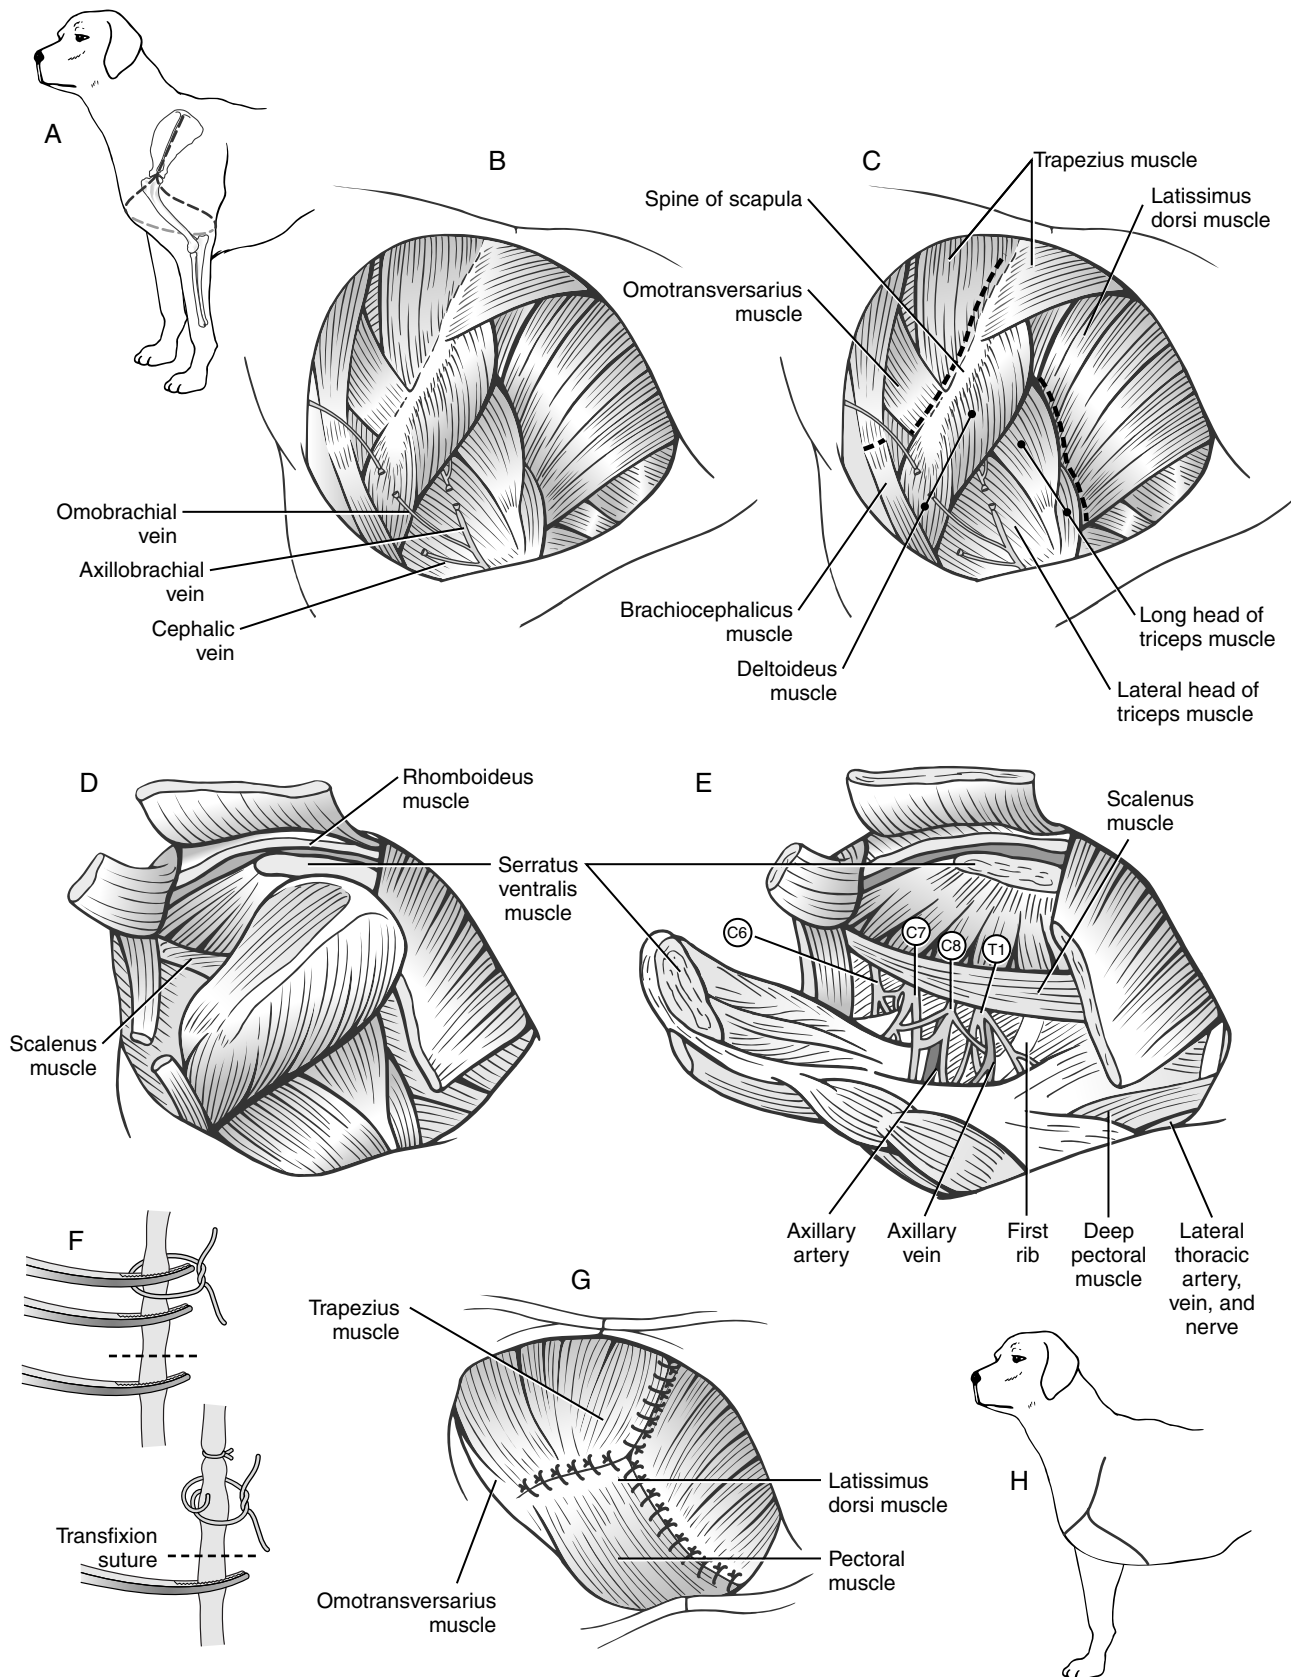 A
B
C
Trapezius muscle
Spine of scapula
Latissimus
dorsi muscle
Omotransversarius
muscle
Omobrachial
vein
Axillobrachial
vein
Cephalic
vein
Brachiocephalicus
muscle
Deltoideus
muscle
Long head of
triceps muscle
Lateral head of
triceps muscle
D
Rhomboideus
muscle
Serratus
ventralis
muscle
Scalenus
muscle
E
Scalenus
muscle
C6
C7
C8
T1
Axillary
artery
Axillary
vein
First
rib
Deep
pectoral
muscle
Lateral
thoracic
artery,
vein, and
nerve
F
Transfixion
suture
G
Trapezius
muscle
Latissimus
dorsi muscle
Pectoral
muscle
Omotransversarius
muscle
H